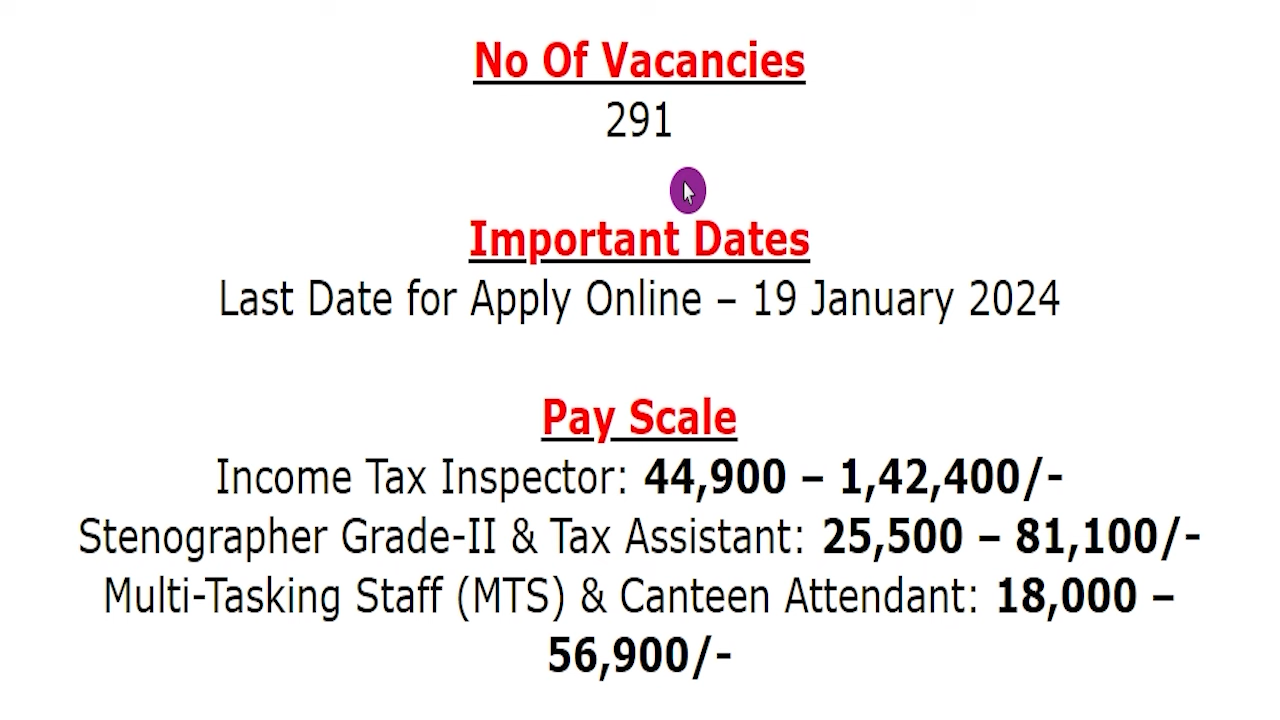 No Of Vacancies
291
Important Dates
Last Date for Apply Online – 19 January 2024
Pay Scale
Income Tax Inspector: 44,900 – 1,42,400/-
Stenographer Grade-II & Tax Assistant: 25,500 – 81,100/-
Multi-Tasking Staff (MTS) & Canteen Attendant: 18,000 –
56,900/-